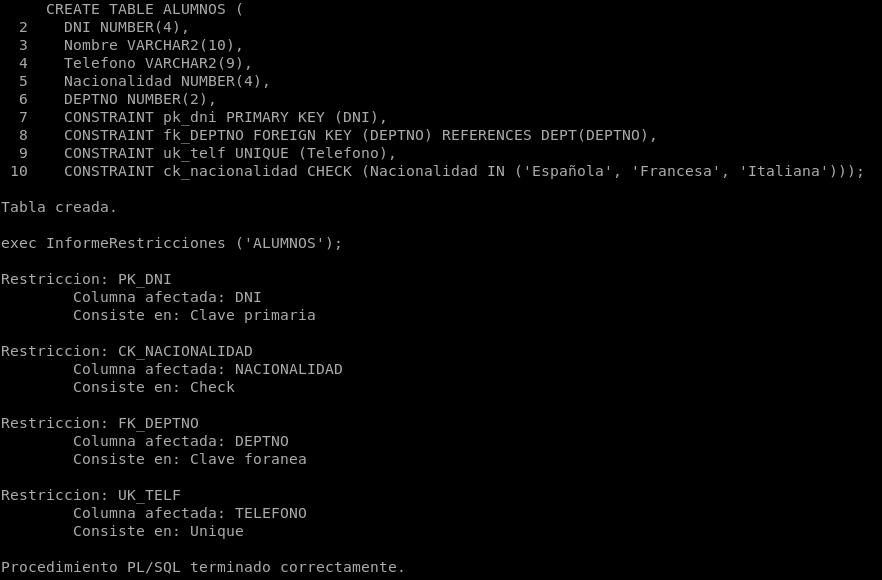 CREATE TABLE ALUMNOS (
2 DNI NUMBER(4),
3 Nombre VARCHAR2(10),
4 Telefono VARCHAR2(9),
5 Nacionalidad NUMBER(4),
6 DEPTNO NUMBER(2),
7 CONSTRAINT pk_dni PRIMARY KEY (DNI),
8 CONSTRAINT fk_DEPTNO FOREIGN KEY (DEPTNO) REFERENCES DEPT(DEPTNO),
9 CONSTRAINT uk_telf UNIQUE (Telefono),
10 CONSTRAINT ck_nacionalidad CHECK (Nacionalidad IN ('Española', 'Francesa', 'Italiana')));
Tabla creada.
exec InformeRestricciones ('ALUMNOS');
Restriccion: PK_DNI
Columna afectada: DNI
Consiste en: Clave primaria
Restriccion: CK_NACIONALIDAD
Columna afectada: NACIONALIDAD
Consiste en: Check
Restriccion: FK_DEPTNO
Columna afectada: DEPTNO
Consiste en: Clave foranea
Restriccion: UK_TELF
Columna afectada: TELEFONO
Consiste en: Unique
Procedimiento PL/SQL terminado correctamente.